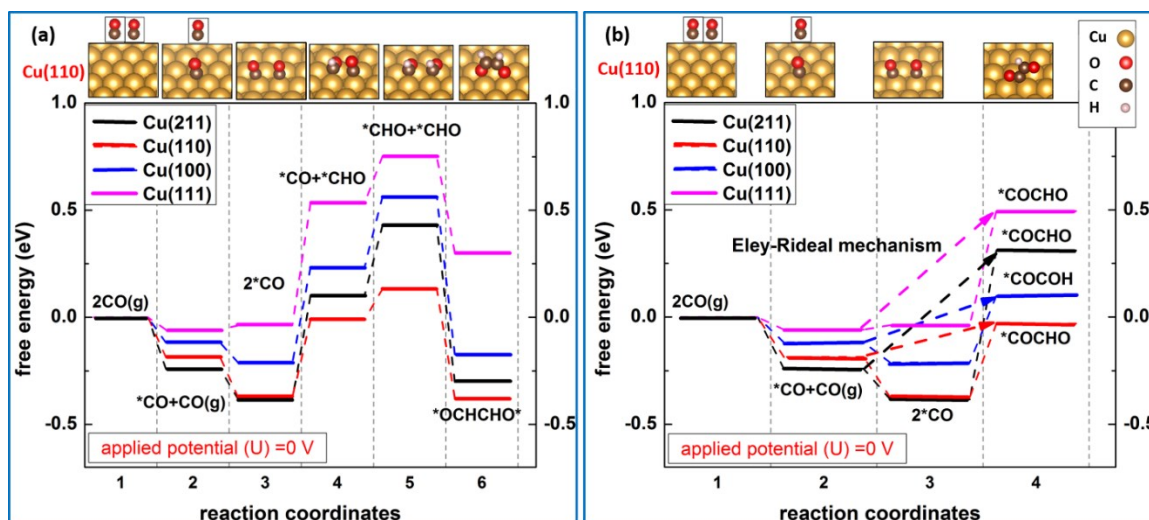 (a)
Cu(110)
1.0
0.5
0.0
-0.5
free energy (eV)
Cu(211)
Cu(110)
Cu(100)
Cu(111)
2CO(g)
*CO+CO(g)
2*CO
*CO+*CHO
*CHO+*CHO
*OCHCHO*
applied potential (U) =0 V
1.0
0.5
0.0
-0.5
1 2 3 4 5 6
reaction coordinates
(b)
Cu(110)
Cu
O
C
H
1.0
0.5
0.0
-0.5
free energy (eV)
Cu(211)
Cu(110)
Cu(100)
Cu(111)
2CO(g)
*CO+CO(g)
2*CO
Eley-Rideal mechanism
*COCHO
*COCHO
*COCOH
*COCHO
applied potential (U) =0 V
0.5
0.0
-0.5
1 2 3 4
reaction coordinates